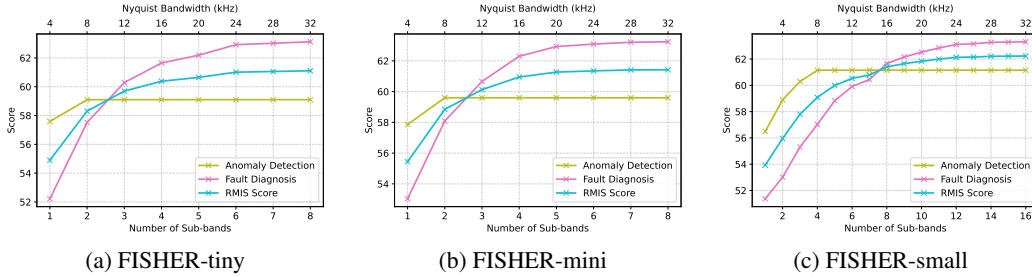 Nyquist Bandwidth (kHz)
4 8 12 16 20 24 28 32
62
60
58
56
54
52
Score
Anomaly Detection
Fault Diagnosis
RMIS Score
1 2 3 4 5 6 7 8
Number of Sub-bands
(a) FISHER-tiny
Nyquist Bandwidth (kHz)
4 8 12 16 20 24 28 32
62
60
58
56
54
Score
Anomaly Detection
Fault Diagnosis
RMIS Score
1 2 3 4 5 6 7 8
Number of Sub-bands
(b) FISHER-mini
Nyquist Bandwidth (kHz)
4 8 12 16 20 24 28 32
62
60
58
56
54
52
Score
Anomaly Detection
Fault Diagnosis
RMIS Score
2 4 6 8 10 12 14 16
Number of Sub-bands
(c) FISHER-small